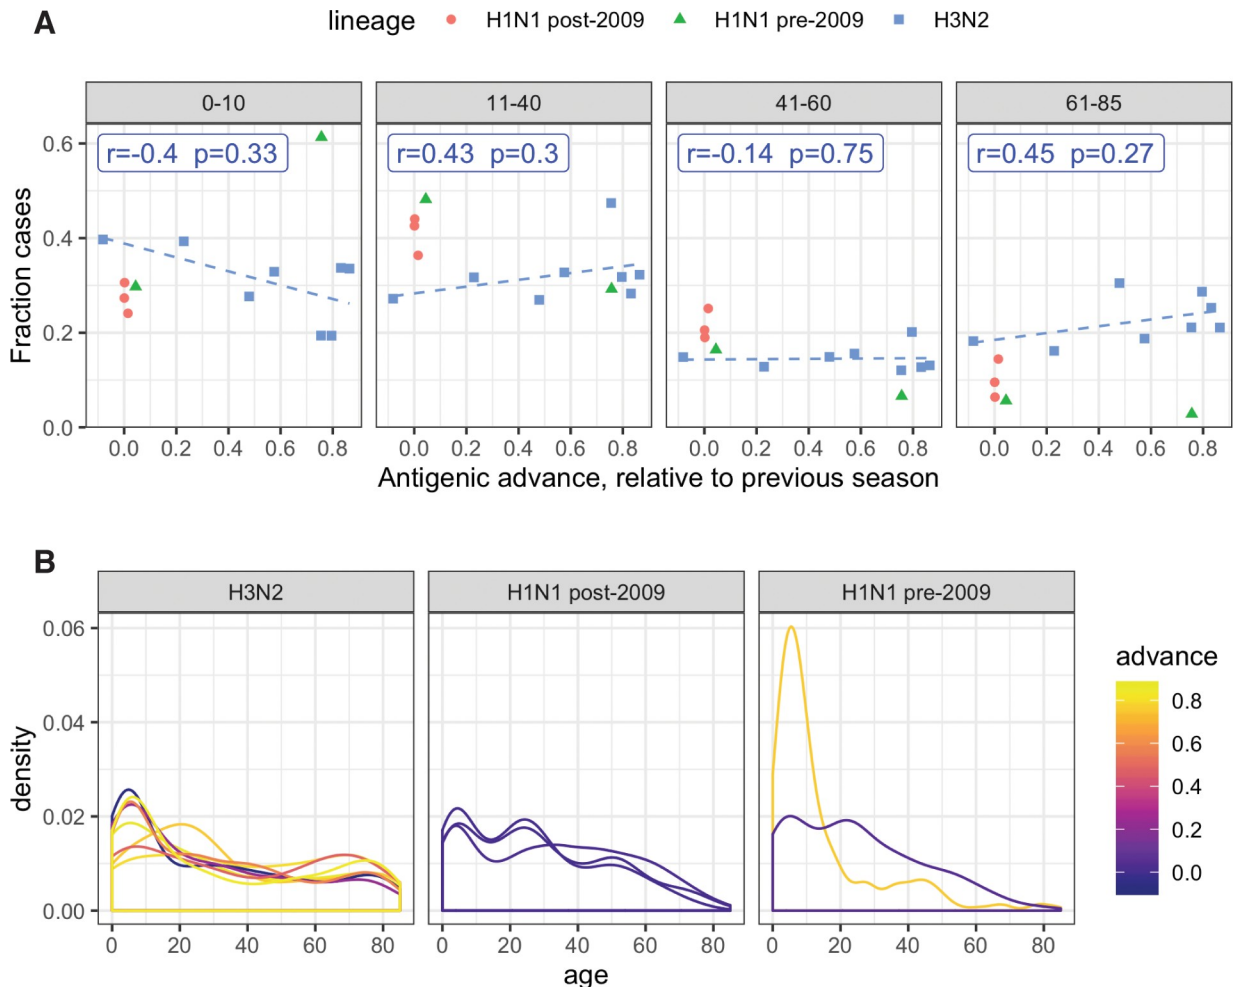 A
lineage H1N1 post-2009 H1N1 pre-2009 H3N2
0-10 11-40 41-60 61-85
r=-0.4 p=0.33 r=0.43 p=0.3 r=-0.14 p=0.75 r=0.45 p=0.27
Fraction cases
0.6
0.4
0.2
0.0
0.0 0.2 0.4 0.6 0.8 0.0 0.2 0.4 0.6 0.8 0.0 0.2 0.4 0.6 0.8 0.0 0.2 0.4 0.6 0.8
Antigenic advance, relative to previous season
B
H3N2 H1N1 post-2009 H1N1 pre-2009
density
0.06
0.04
0.02
0.00
0 20 40 60 80 0 20 40 60 80 0 20 40 60 80
age
advance
0.8
0.6
0.4
0.2
0.0